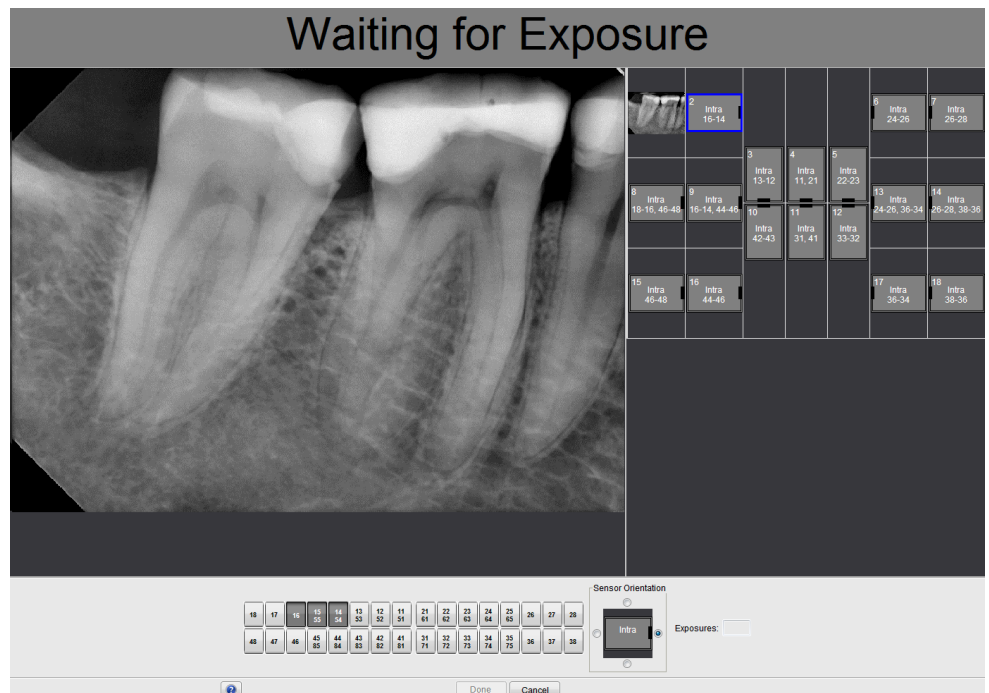 Waiting for Exposure
2
Intra
16-14
6
Intra
24-26
7
Intra
26-28
3
Intra
13-12
4
Intra
11, 21
5
Intra
22-23
8
Intra
18-16, 46-48
9
Intra
16-14, 44-46
13
Intra
24-26, 36-34
14
Intra
26-28, 38-36
10
Intra
42-43
11
Intra
31, 41
12
Intra
33-32
15
Intra
46-48
16
Intra
44-46
17
Intra
36-34
18
Intra
38-36
Sensor Orientation
18 17 16 15 14 13 12 11 21 22 23 24 25 26 27 28
55 54 53 52 51 61 62 63 64 65
48 47 46 45 44 43 42 41 31 32 33 34 35 36 37 38
85 84 83 82 81 71 72 73 74 75
Intra
Exposures:
?
Done Cancel